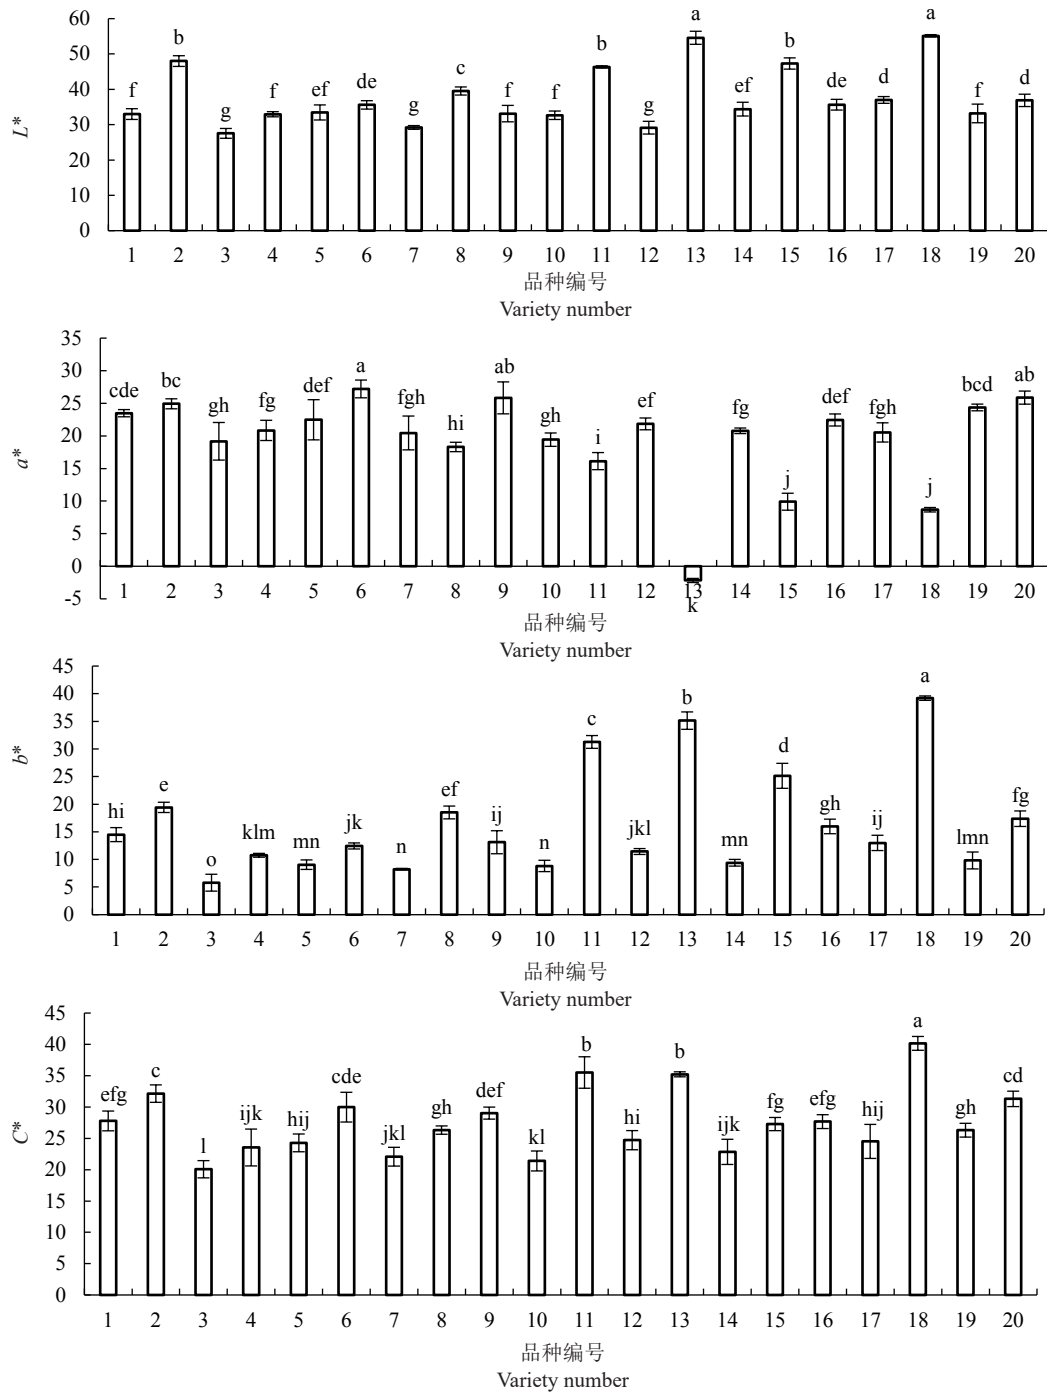 60
50
40
30
20
10
0
L*
f b g f ef de g c f f b g a ef b de d a f d
1 2 3 4 5 6 7 8 9 10 11 12 13 14 15 16 17 18 19 20
品种编号
Variety number
35
30
25
20
15
10
5
0
-5
a*
cde bc gh fg def a fgh hi ab gh i ef k fg j def fgh j bcd ab
1 2 3 4 5 6 7 8 9 10 11 12 13 14 15 16 17 18 19 20
品种编号
Variety number
45
40
35
30
25
20
15
10
5
0
b*
hi e o klm mn jk n ef ij n c jkl b mn d gh ij a lmn fg
1 2 3 4 5 6 7 8 9 10 11 12 13 14 15 16 17 18 19 20
品种编号
Variety number
45
40
35
30
25
20
15
10
5
0
C*
efg c l ijk hij cde jkl gh def kl b hi b ijk fg efg hij a gh cd
1 2 3 4 5 6 7 8 9 10 11 12 13 14 15 16 17 18 19 20
品种编号
Variety number